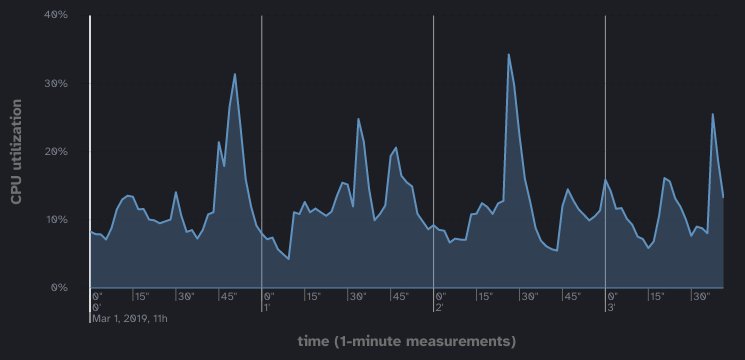 40%
30%
20%
10%
0%
CPU utilization
0" 15" 30" 45" 0" 15" 30" 45" 0" 15" 30" 45" 0" 15" 30"
0' 1' 2' 3'
Mar 1, 2019, 11h
time (1-minute measurements)